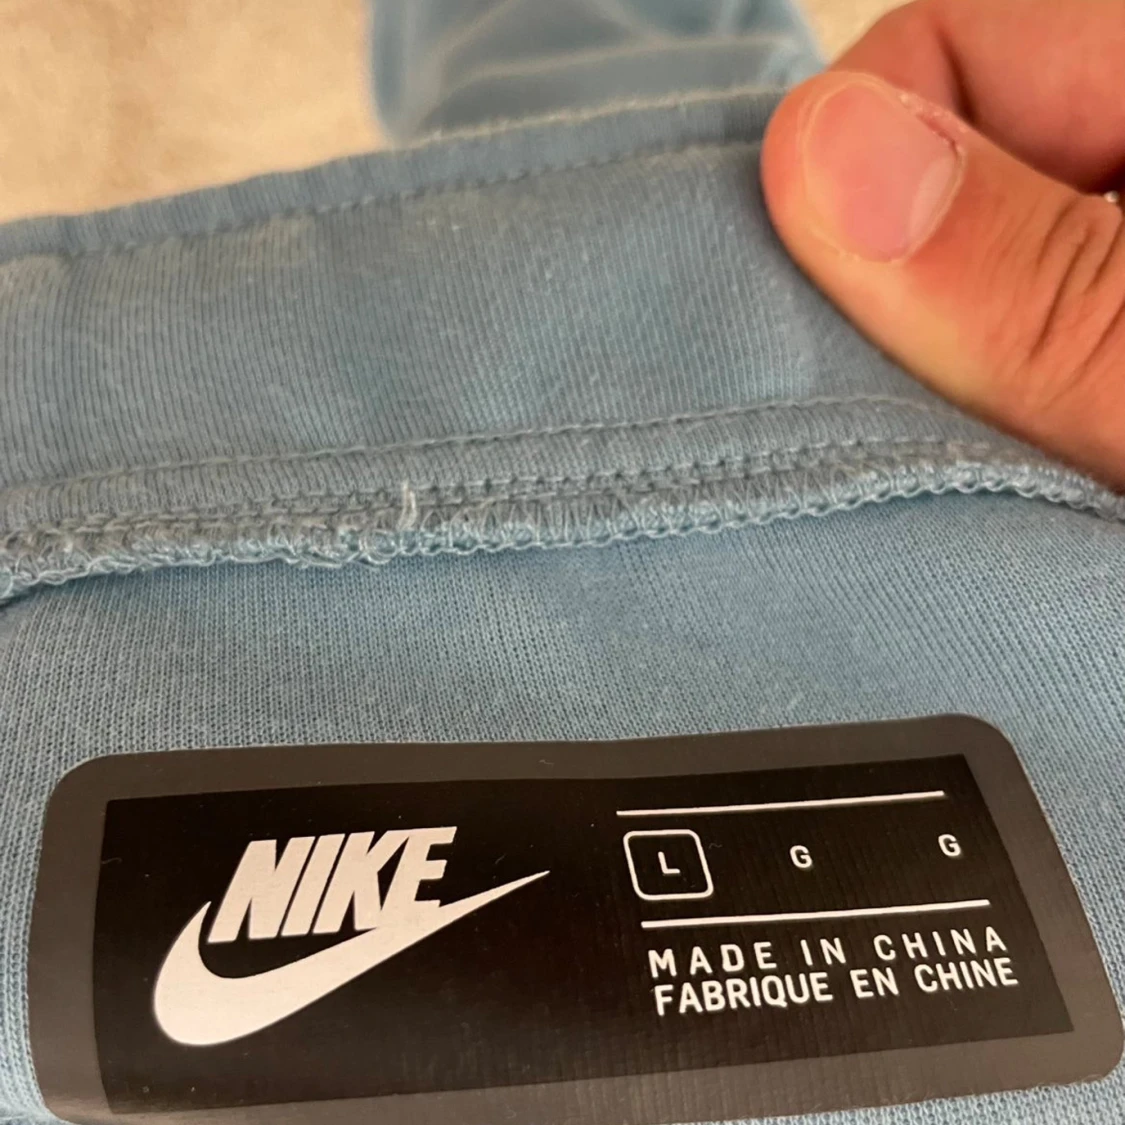 NIKE
L G G
MADE IN CHINA
FABRIQUE EN CHINE